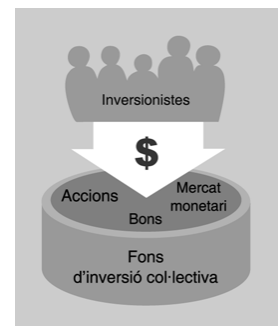 Inversionistes
$
Accions
Mercat
monetari
Bons
Fons
d'inversió col·lectiva